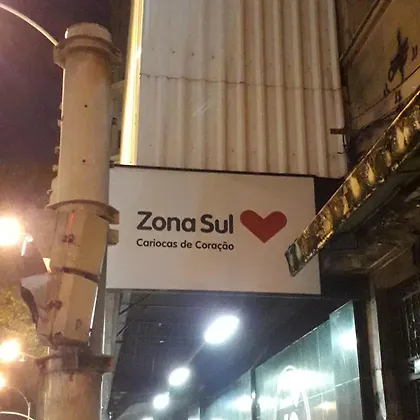 Zona Sul
Cariocas de Coração